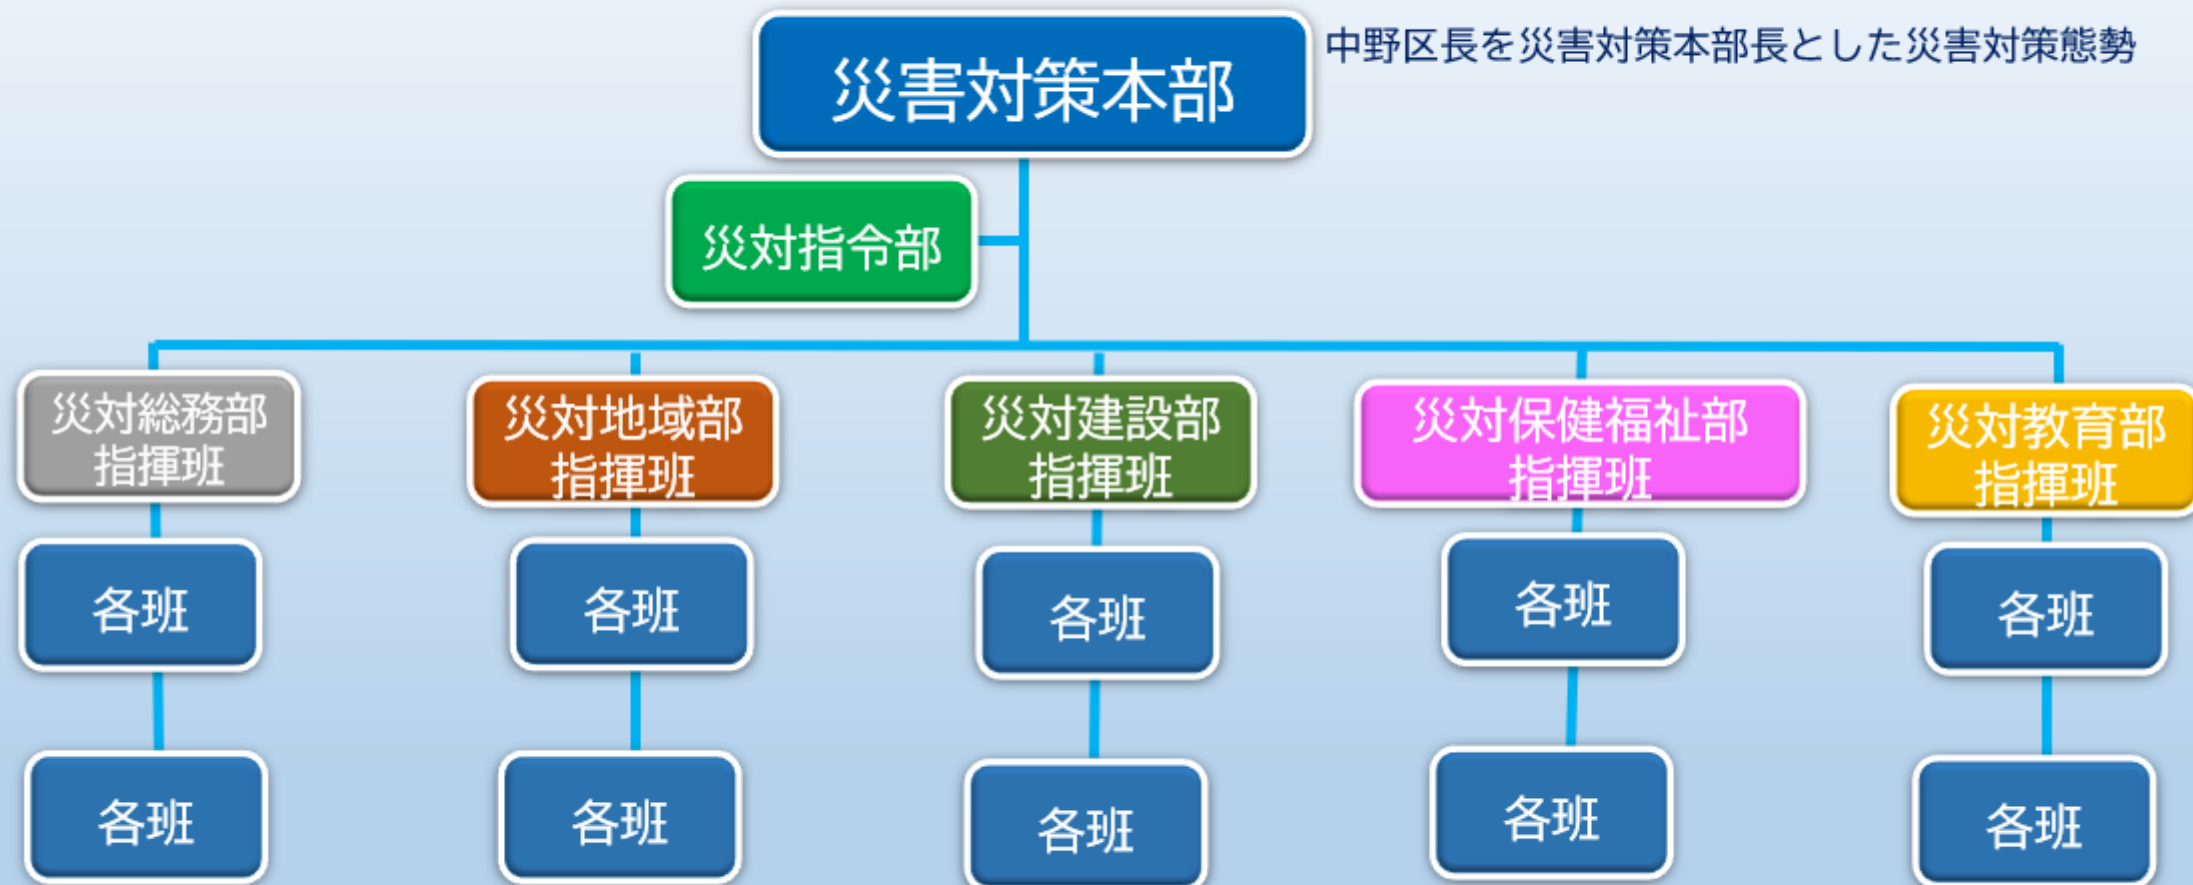 災害対策本部
中野区長を災害対策本部長とした災害対策態勢
災対指令部
災対総務部
指揮班
災対地域部
指揮班
災対建設部
指揮班
災対保健福祉部
指揮班
災対教育部
指揮班
各班
各班
各班
各班
各班
各班
各班
各班
各班
各班